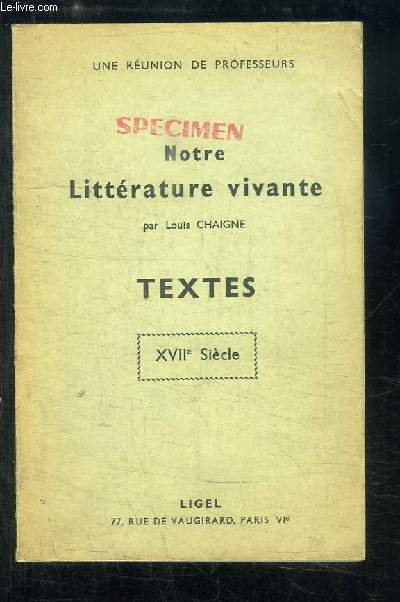 Le-Livre.com
UNE RÉUNION DE PROFESSEURS
SPECIMEN
Notre
Littérature vivante
par Louis CHAIGNE
TEXTES
XVIIe Siècle
LIGEL
77, RUE DE VAUGIRARD, PARIS VIe